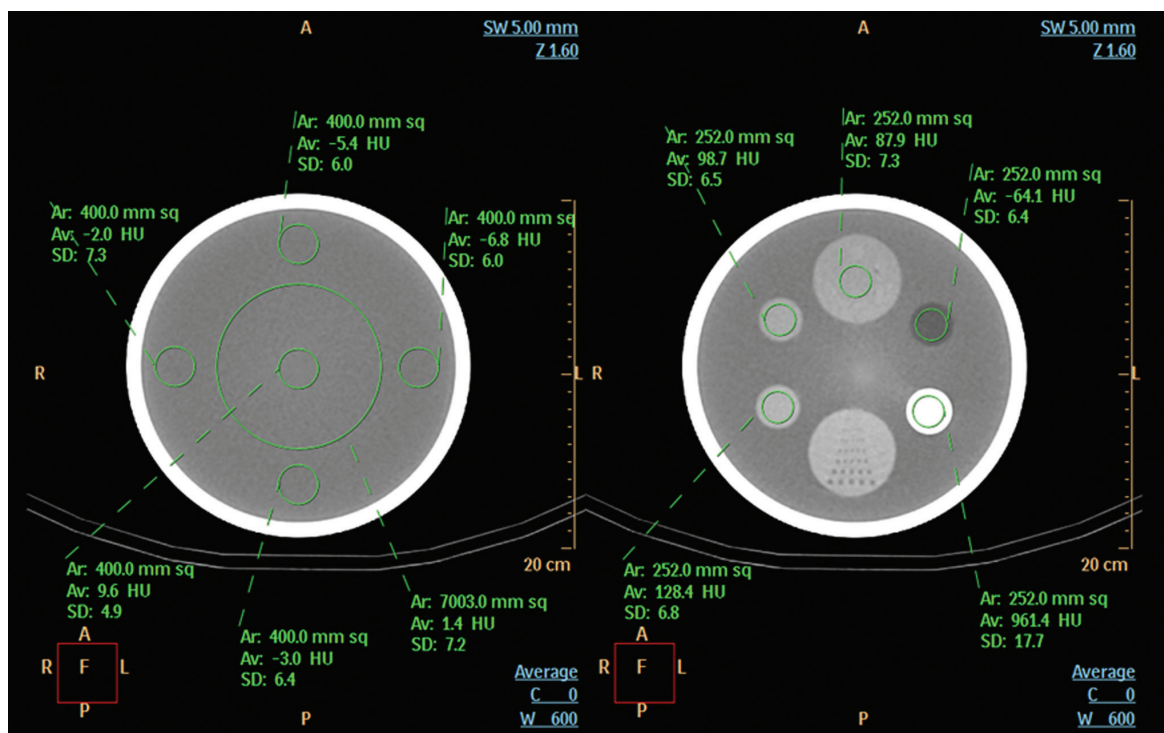 A
SW 5.00 mm
Z 1.60
Ar: 400.0 mm sq
Av: -5.4 HU
SD: 6.0
Ar: 400.0 mm sq
Av: -2.0 HU
SD: 7.3
Ar: 400.0 mm sq
Av: -6.8 HU
SD: 6.0
R
L
20 cm
Ar: 400.0 mm sq
Av: 9.6 HU
SD: 4.9
Ar: 7003.0 mm sq
Av: 1.4 HU
SD: 7.2
Ar: 400.0 mm sq
Av: -3.0 HU
SD: 6.4
A
R F L
P
P
Average
C 0
W 600
A
SW 5.00 mm
Z 1.60
Ar: 252.0 mm sq
Av: 87.9 HU
SD: 7.3
Ar: 252.0 mm sq
Av: 98.7 HU
SD: 6.5
Ar: 252.0 mm sq
Av: -64.1 HU
SD: 6.4
R
L
20 cm
Ar: 252.0 mm sq
Av: 128.4 HU
SD: 6.8
Ar: 252.0 mm sq
Av: 961.4 HU
SD: 17.7
A
R F L
P
P
Average
C 0
W 600